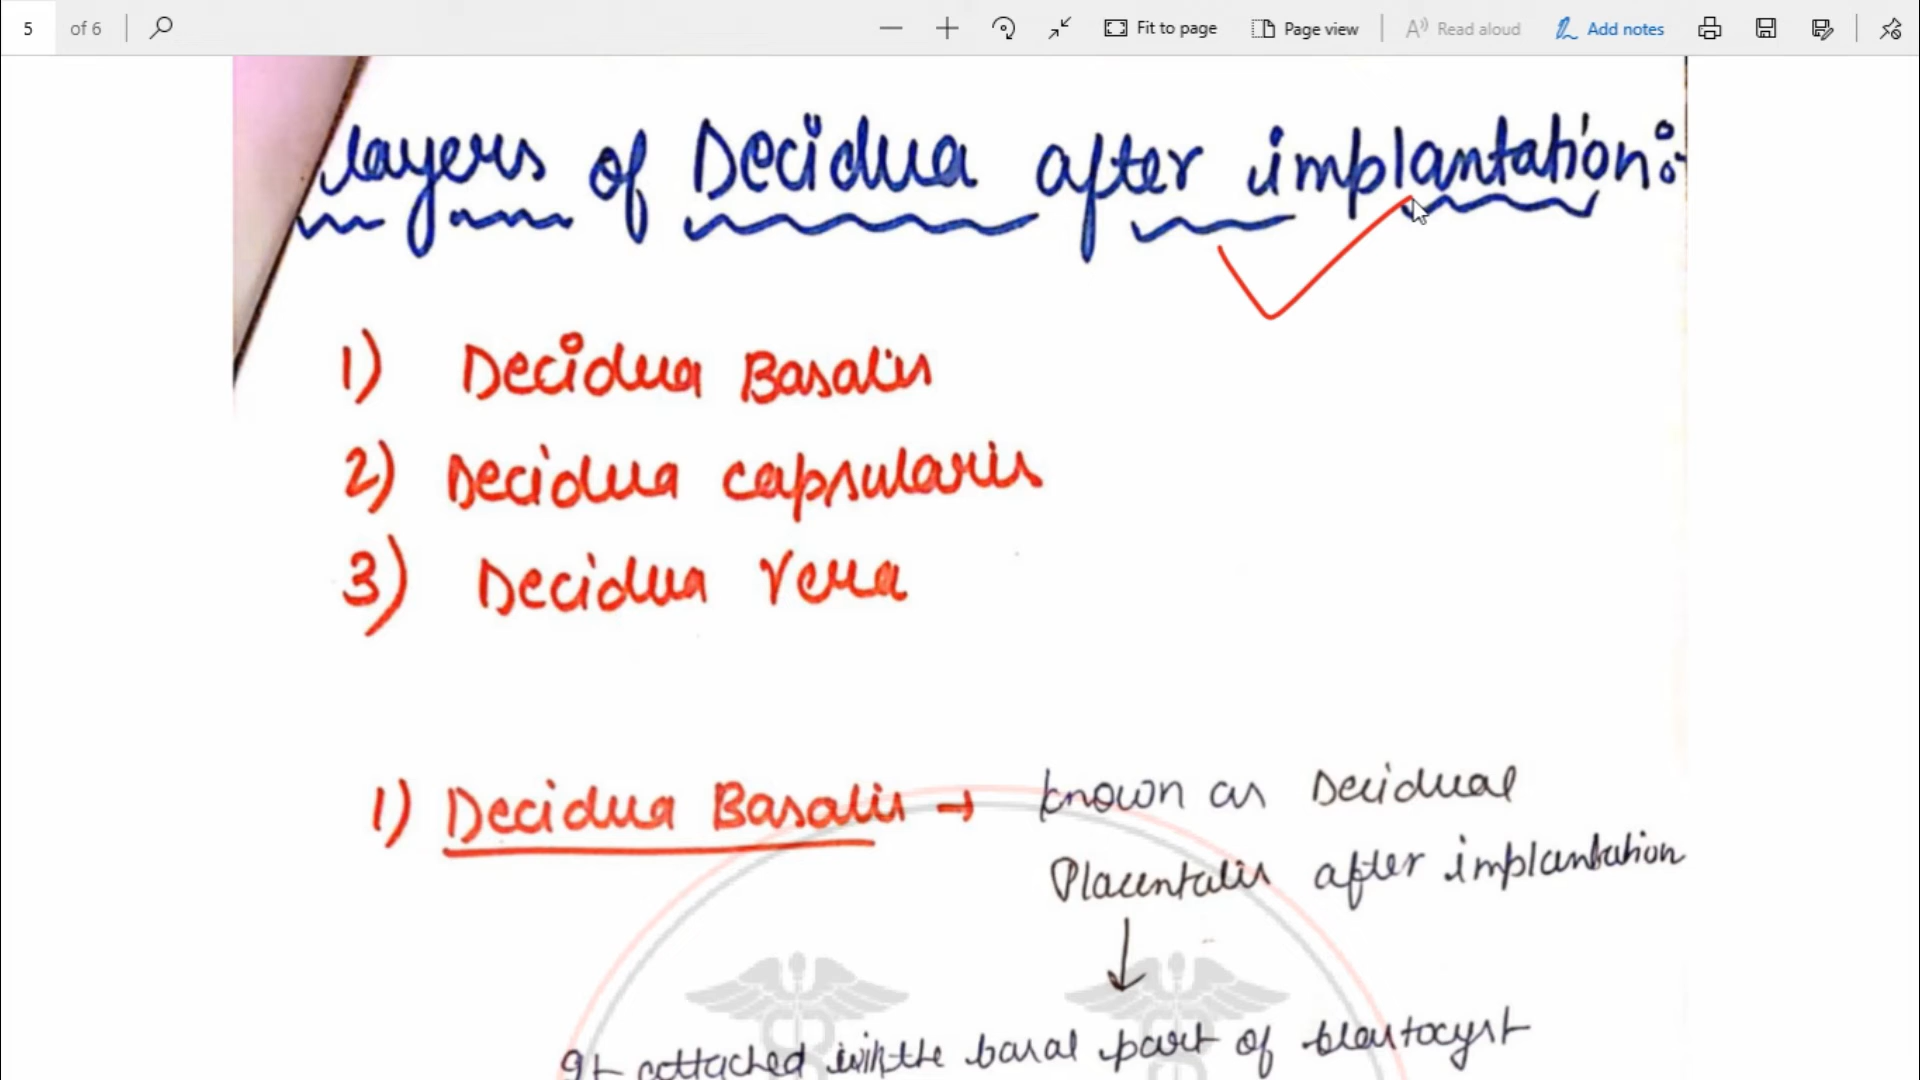 5 of 6 Fit to page Page view Read aloud Add notes
layers of Decidua after implantation:
1) Decidua Basalis
2) Decidua capsularis
3) Decidua Vera
1) Decidua Basalis → known as Decidual
Placentalis after implantation
↓
It attached with the basal part of blastocyst